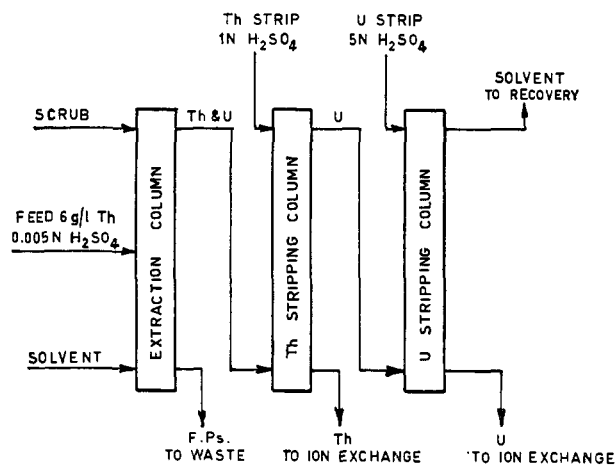 Th STRIP
1N H₂SO₄
U STRIP
5N H₂SO₄
SOLVENT
TO RECOVERY
SCRUB
Th & U
U
FEED 6 g/l Th
0.005N H₂SO₄
SOLVENT
EXTRACTION COLUMN
Th STRIPPING COLUMN
U STRIPPING COLUMN
F.Ps.
TO WASTE
Th
TO ION EXCHANGE
U
TO ION EXCHANGE